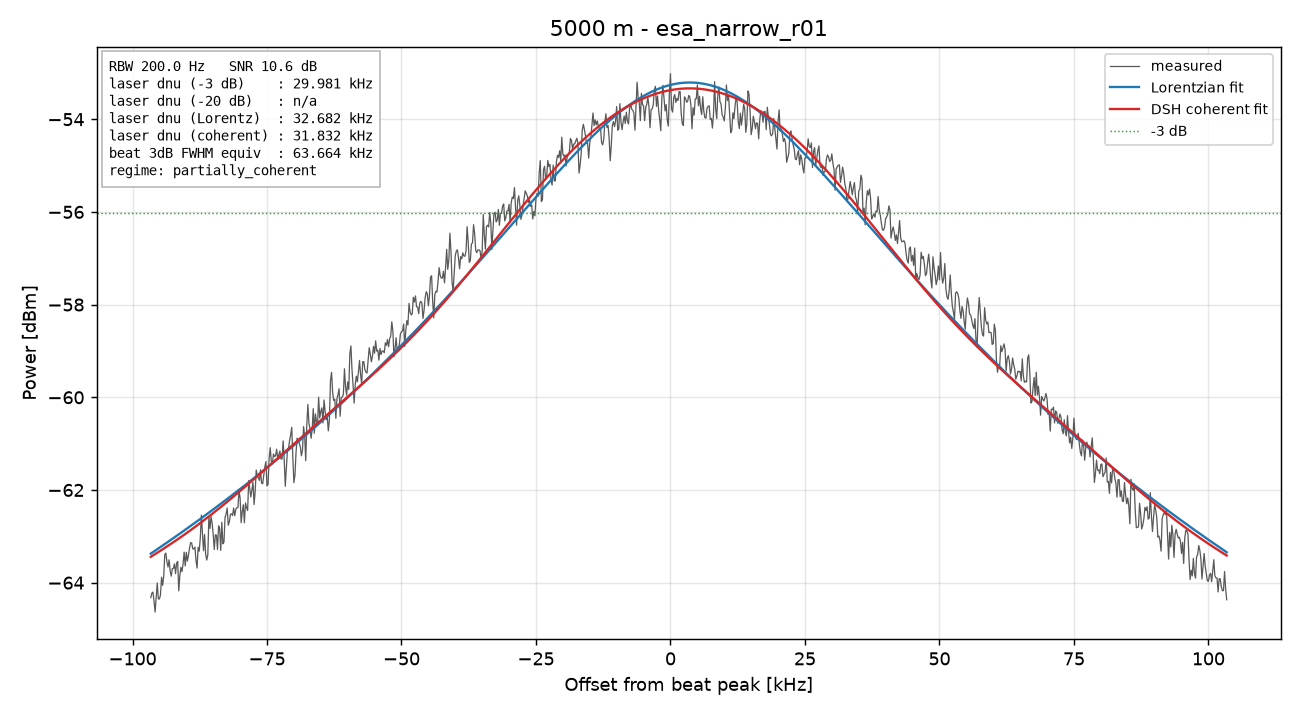 5000 m - esa_narrow_r01
RBW 200.0 Hz   SNR 10.6 dB
laser dnu (-3 dB)    : 29.981 kHz
laser dnu (-20 dB)   : n/a
laser dnu (Lorentz)  : 32.682 kHz
laser dnu (coherent) : 31.832 kHz
beat 3dB FWHM equiv  : 63.664 kHz
regime: partially_coherent
measured
Lorentzian fit
DSH coherent fit
-3 dB
−54
−56
−58
−60
−62
−64
Power [dBm]
−100
−75
−50
−25
0
25
50
75
100
Offset from beat peak [kHz]